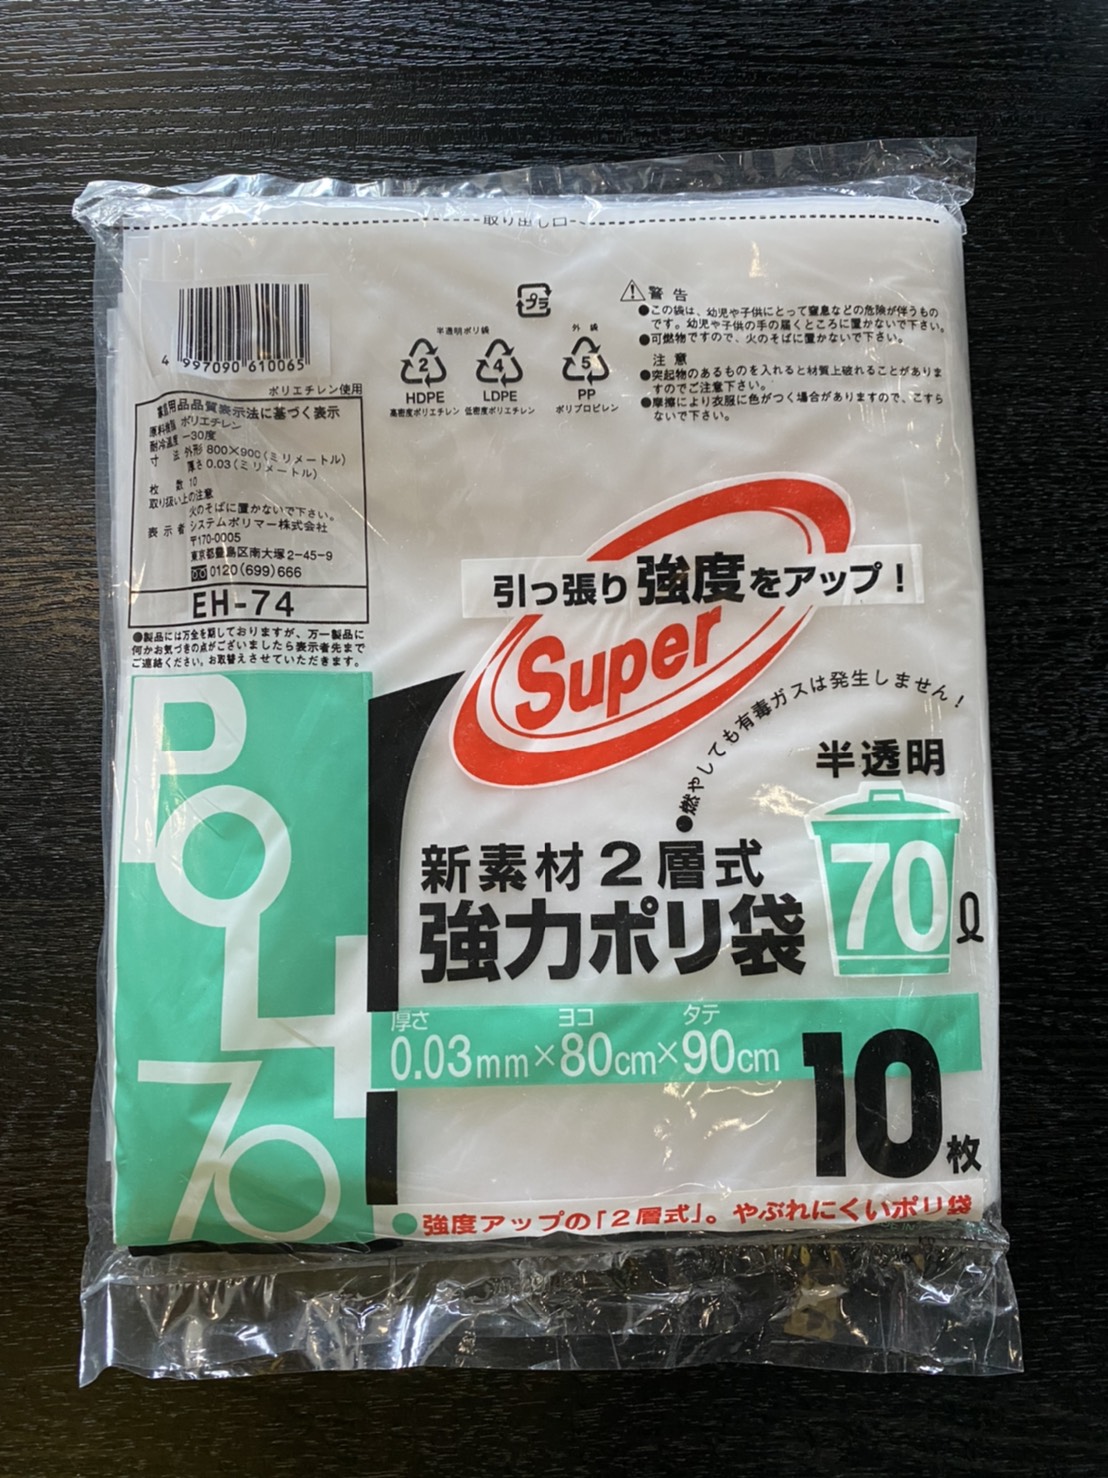 取り出し口
4 997090 610065
ポリエチレン使用
家庭用品品質表示法に基づく表示
原料樹脂 ポリエチレン
耐冷温度 −30度
寸 法 外形 800×900(ミリメートル)
厚さ 0.03(ミリメートル)
枚 数 10
取り扱い上の注意
火のそばに置かないで下さい。
表 示 者 システムポリマー株式会社
〒170-0005
東京都豊島区南大塚2-45-9
0120(699)666
EH-74
●製品には万全を期しておりますが、万一製品に
何かお気づきの点がございましたら表示者先まで
ご連絡ください。お取替えさせていただきます。
プラ
半透明ポリ袋
外 袋
2 4 5
HDPE LDPE PP
高密度ポリエチレン 低密度ポリエチレン ポリプロピレン
警 告
●この袋は、幼児や子供にとって窒息などの危険が伴うもの
です。幼児や子供の手の届くところに置かないで下さい。
●可燃物ですので、火のそばに置かないで下さい。
注 意
●突起物のあるものを入れると材質上破れることがありま
すのでご注意下さい。
●摩擦により衣服に色がつく場合がありますので、こすら
ないで下さい。
引っ張り強度をアップ！
Super
●燃やしても有毒ガスは発生しません！
半透明
70ℓ
新素材2層式
強力ポリ袋
POLY
70
厚さ ヨコ タテ
0.03mm×80cm×90cm
10枚
●強度アップの「2層式」。やぶれにくいポリ袋